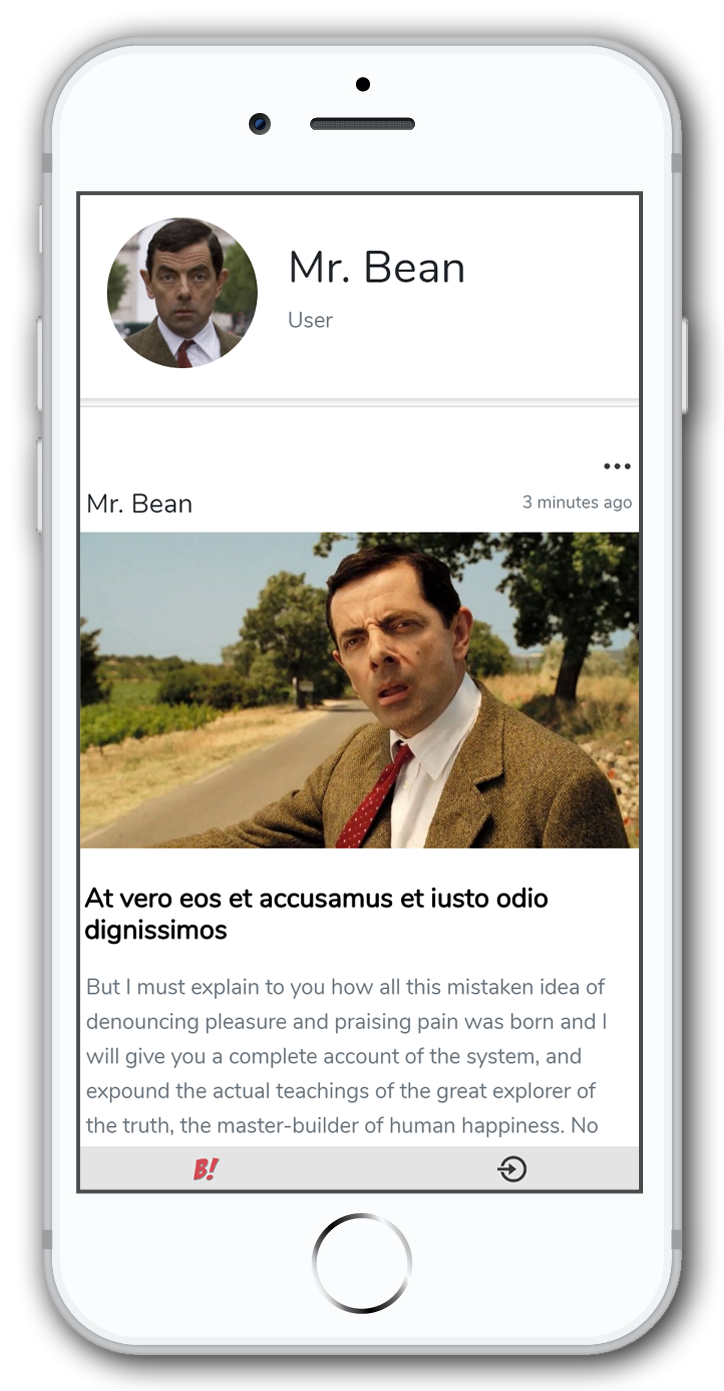 Mr. Bean
User
Mr. Bean
3 minutes ago
At vero eos et accusamus et iusto odio
dignissimos
But I must explain to you how all this mistaken idea of
denouncing pleasure and praising pain was born and I
will give you a complete account of the system, and
expound the actual teachings of the great explorer of
the truth, the master-builder of human happiness. No
B!